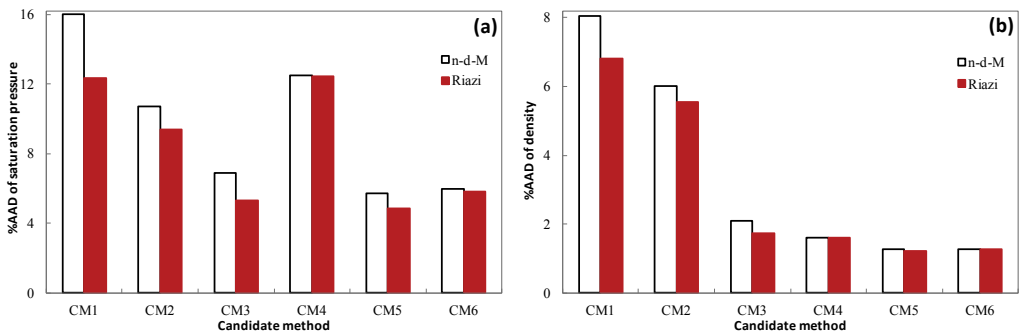 (a)
n-d-M
Riazi
%AAD of saturation pressure
16
12
8
4
0
CM1 CM2 CM3 CM4 CM5 CM6
Candidate method
(b)
n-d-M
Riazi
%AAD of density
8
6
4
2
0
CM1 CM2 CM3 CM4 CM5 CM6
Candidate method